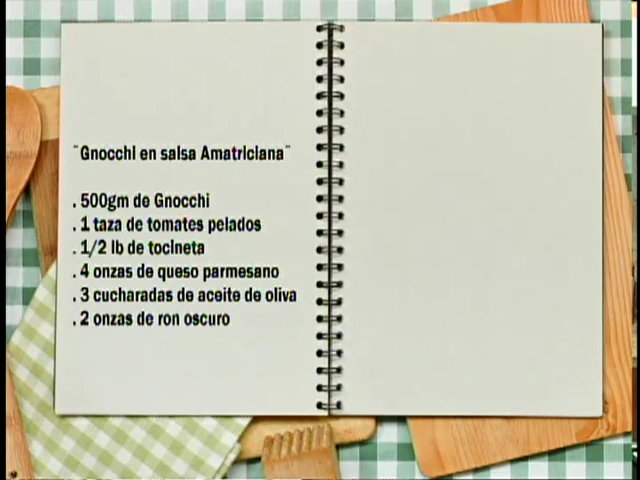 ¨Gnocchi en salsa Amatriciana¨
. 500gm de Gnocchi
. 1 taza de tomates pelados
. 1/2 lb de tocineta
. 4 onzas de queso parmesano
. 3 cucharadas de aceite de oliva
. 2 onzas de ron oscuro